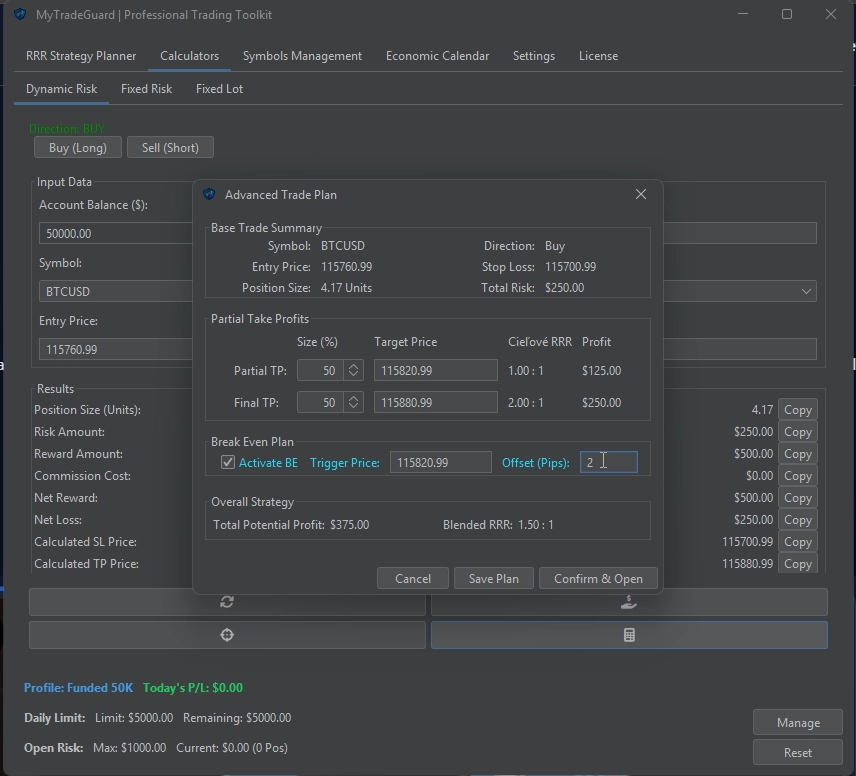 MyTradeGuard | Professional Trading Toolkit
RRR Strategy Planner Calculators Symbols Management Economic Calendar Settings License
Dynamic Risk Fixed Risk Fixed Lot
Direction: BUY
Buy (Long) Sell (Short)
Input Data
Account Balance ($):
50000.00
Symbol:
BTCUSD
Entry Price:
115760.99
Advanced Trade Plan
Base Trade Summary
Symbol: BTCUSD Direction: Buy
Entry Price: 115760.99 Stop Loss: 115700.99
Position Size: 4.17 Units Total Risk: $250.00
Partial Take Profits
Size (%) Target Price Cieľové RRR Profit
Partial TP: 50 115820.99 1.00 : 1 $125.00
Final TP: 50 115880.99 2.00 : 1 $250.00
Break Even Plan
Activate BE Trigger Price: 115820.99 Offset (Pips): 2
Overall Strategy
Total Potential Profit: $375.00 Blended RRR: 1.50 : 1
Cancel Save Plan Confirm & Open
Results
Position Size (Units): 4.17 Copy
Risk Amount: $250.00 Copy
Reward Amount: $500.00 Copy
Commission Cost: $0.00 Copy
Net Reward: $500.00 Copy
Net Loss: $250.00 Copy
Calculated SL Price: 115700.99 Copy
Calculated TP Price: 115880.99 Copy
Profile: Funded 50K Today's P/L: $0.00
Daily Limit: Limit: $5000.00 Remaining: $5000.00
Manage
Open Risk: Max: $1000.00 Current: $0.00 (0 Pos)
Reset